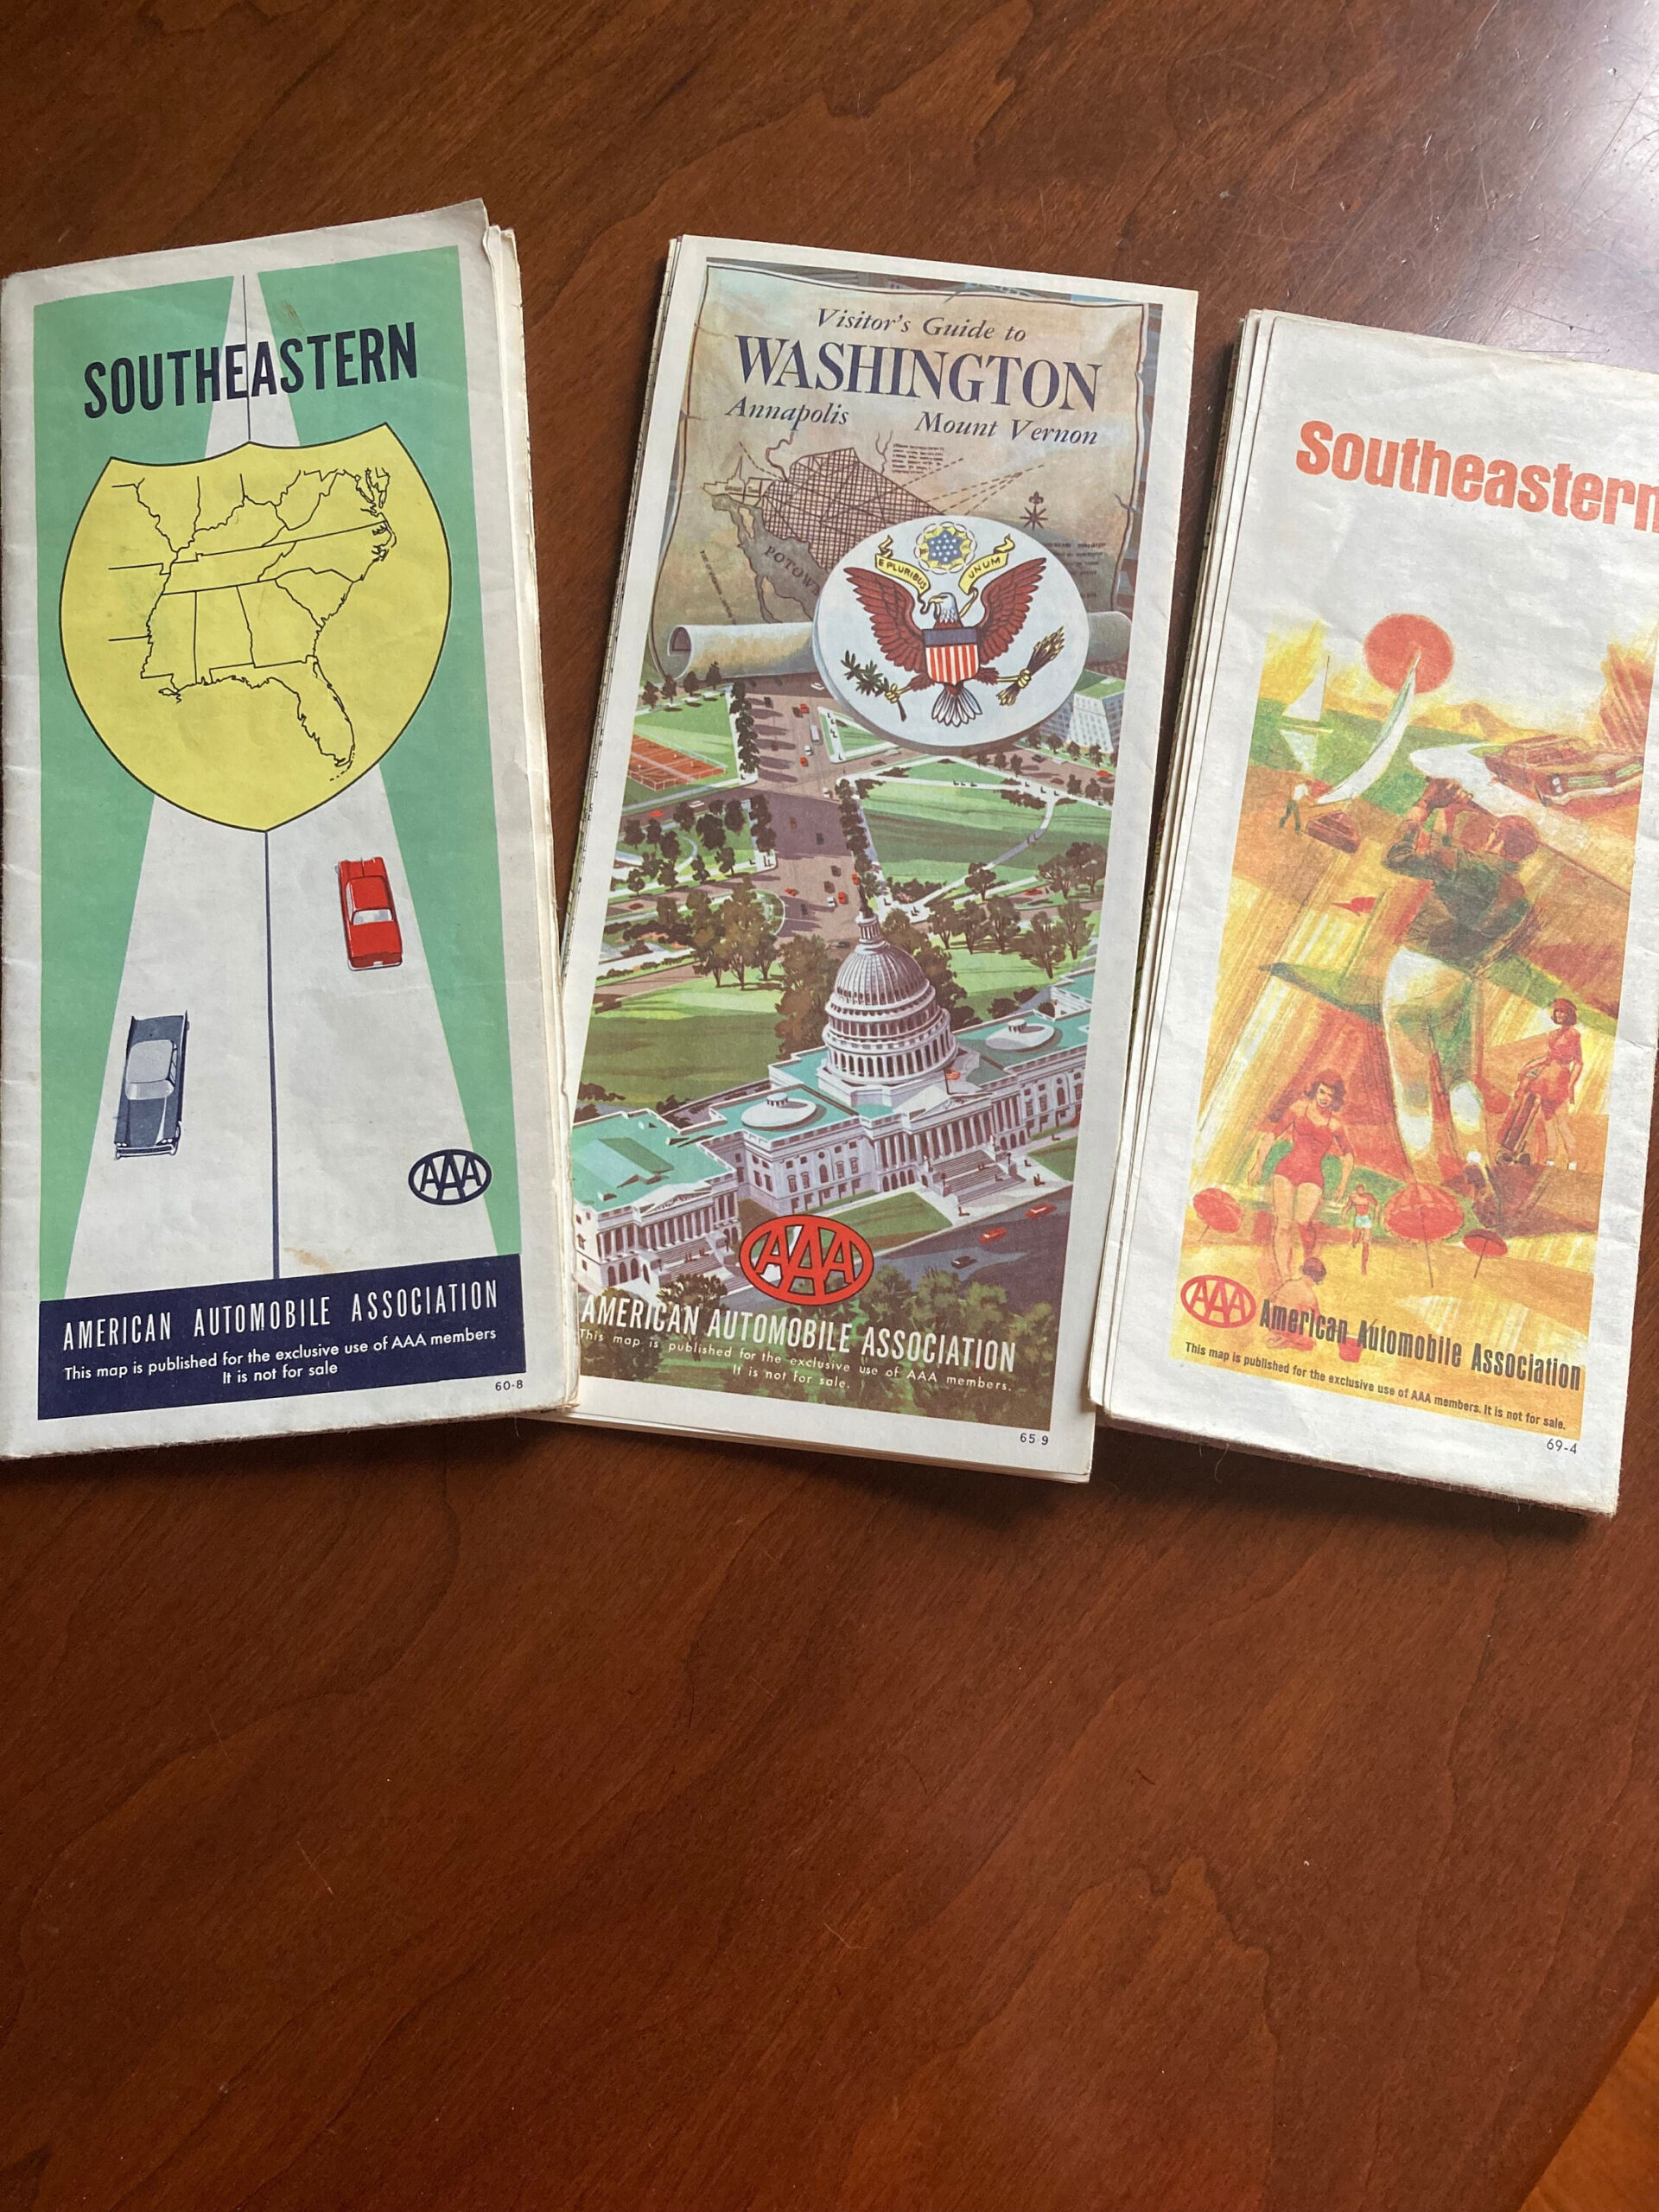 SOUTHEASTERN
AAA
AMERICAN AUTOMOBILE ASSOCIATION
This map is published for the exclusive use of AAA members
It is not for sale
60-8
Visitor's Guide to
WASHINGTON
Annapolis Mount Vernon
POTOW
E PLURIBUS UNUM
AAA
AMERICAN AUTOMOBILE ASSOCIATION
This map is published for the exclusive use of AAA members.
It is not for sale.
65 9
Southeastern
AAA American Automobile Association
This map is published for the exclusive use of AAA members. It is not for sale.
69-4